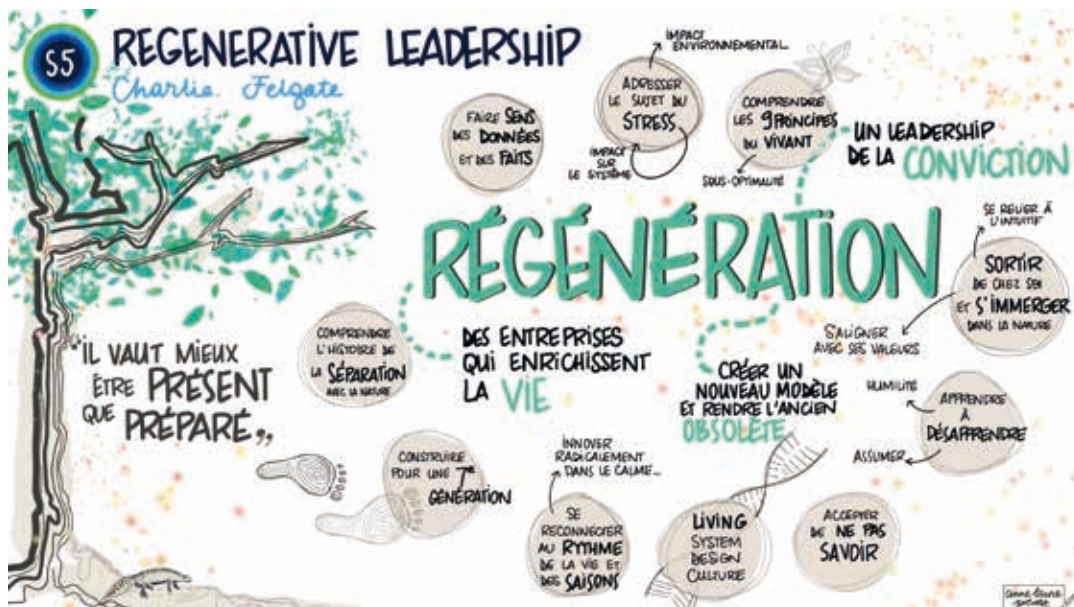 S5
REGENERATIVE LEADERSHIP
Charlie Felgate
FAIRE SENS
DES DONNÉES
ET DES FAITS
IMPACT
ENVIRONNEMENTAL
ADRESSER
LE SUJET DU
STRESS
IMPACT
SUR
LE SYSTÈME
COMPRENDRE
LES 9 PRINCIPES
DU VIVANT
SOUS-OPTIMALITÉ
UN LEADERSHIP
DE LA CONVICTION
RÉGÉNÉRATION
SE RELIER À
L'INTUITIF
SORTIR
DE CHEZ SOI
ET S'IMMERGER
DANS LA NATURE
S'ALIGNER
AVEC SES VALEURS
COMPRENDRE
L'HISTOIRE DE
LA SÉPARATION
AVEC LA NATURE
DES ENTREPRISES
QUI ENRICHISSENT
LA VIE
CRÉER UN
NOUVEAU MODÈLE
ET RENDRE L'ANCIEN
OBSOLÈTE
"IL VAUT MIEUX
ÊTRE PRÉSENT
QUE PRÉPARÉ„
HUMILITÉ
APPRENDRE
À
DÉSAPPRENDRE
ASSUMER
CONSTRUIRE
POUR UNE 7e
GÉNÉRATION
INNOVER
RADICALEMENT
DANS LE CALME...
SE
RECONNECTER
AU RYTHME
DE LA VIE ET
DES SAISONS
LIVING
SYSTEM
DESIGN
CULTURE
ACCEPTER
DE NE PAS
SAVOIR